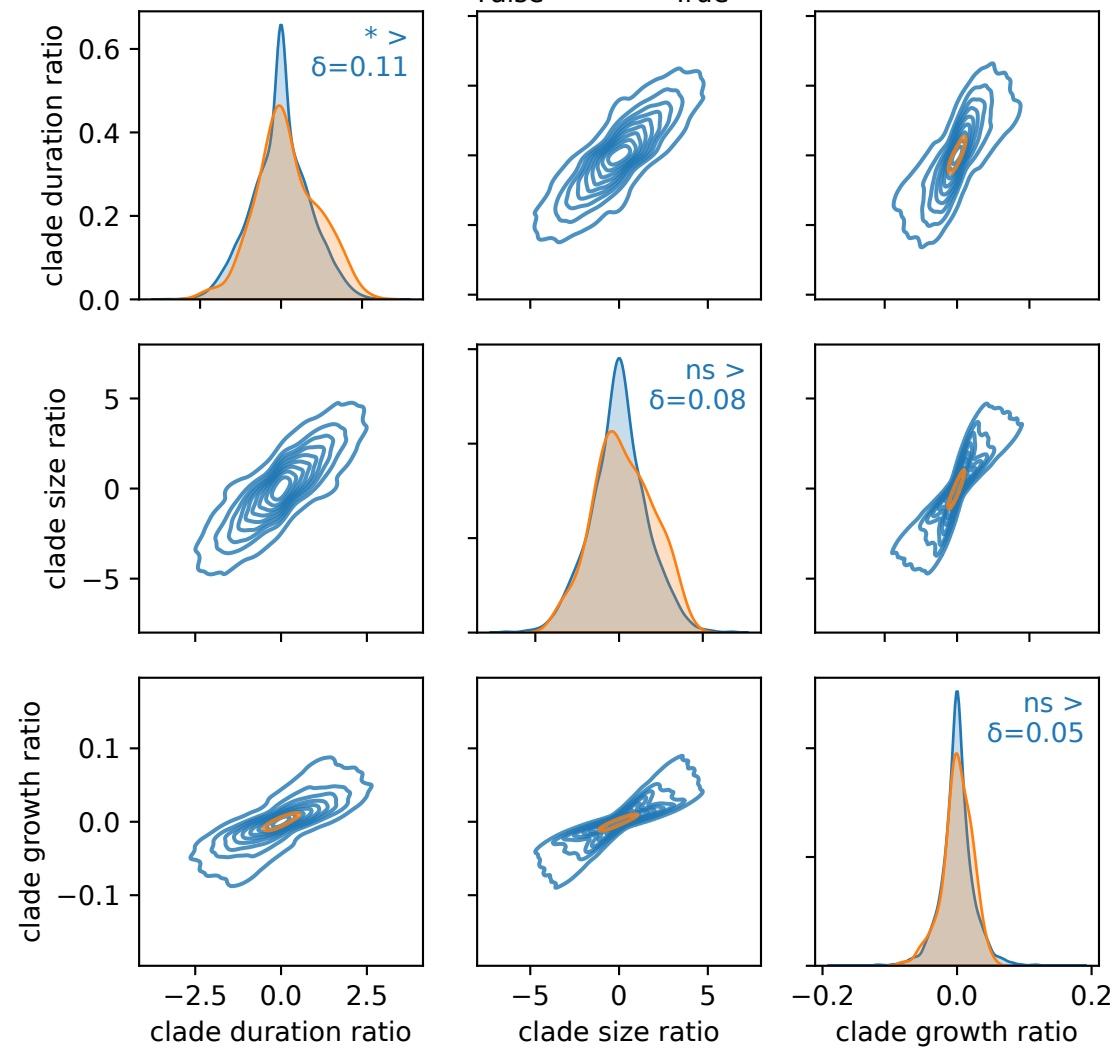 clade duration ratio
0.6
0.4
0.2
0.0
* >
δ=0.11
clade size ratio
5
0
−5
ns >
δ=0.08
clade growth ratio
0.1
0.0
−0.1
ns >
δ=0.05
−2.5 0.0 2.5
−5 0 5
−0.2 0.0 0.2
clade duration ratio
clade size ratio
clade growth ratio